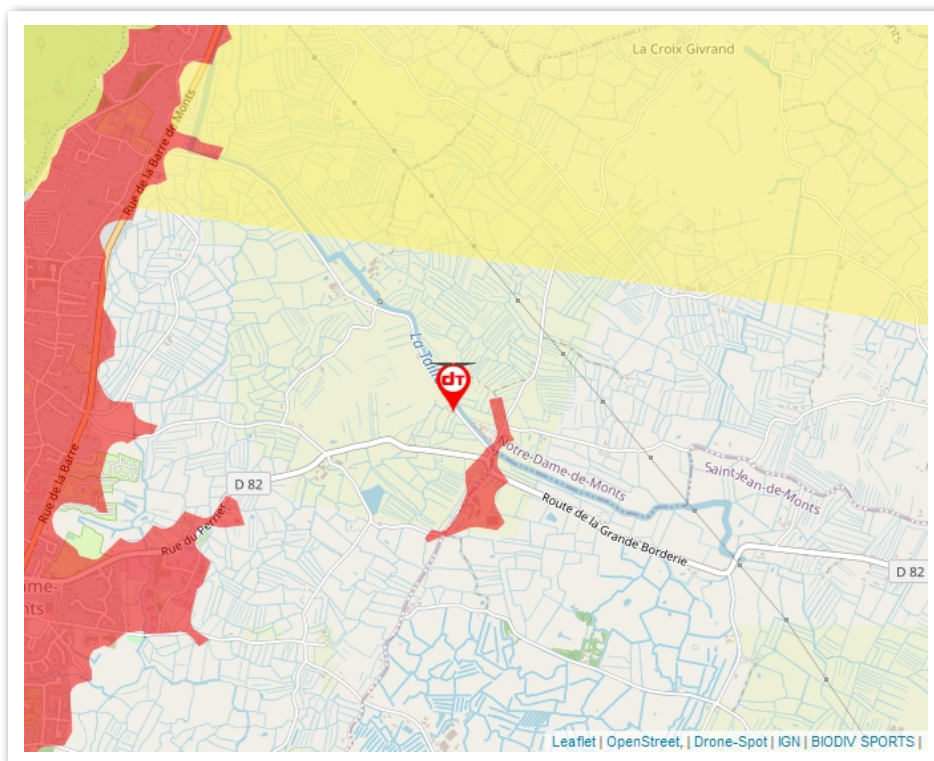 La Croix Givrand
Rue de la Barre de Monts
La Taill
dT
Rue de la Barre
Notre-Dame-de-Monts
Saint-Jean-de-Monts
D 82
Route de la Grande Borderie
Rue du Perrier
D 82
ame-
nts
Leaflet | OpenStreet, | Drone-Spot | IGN | BIODIV SPORTS |